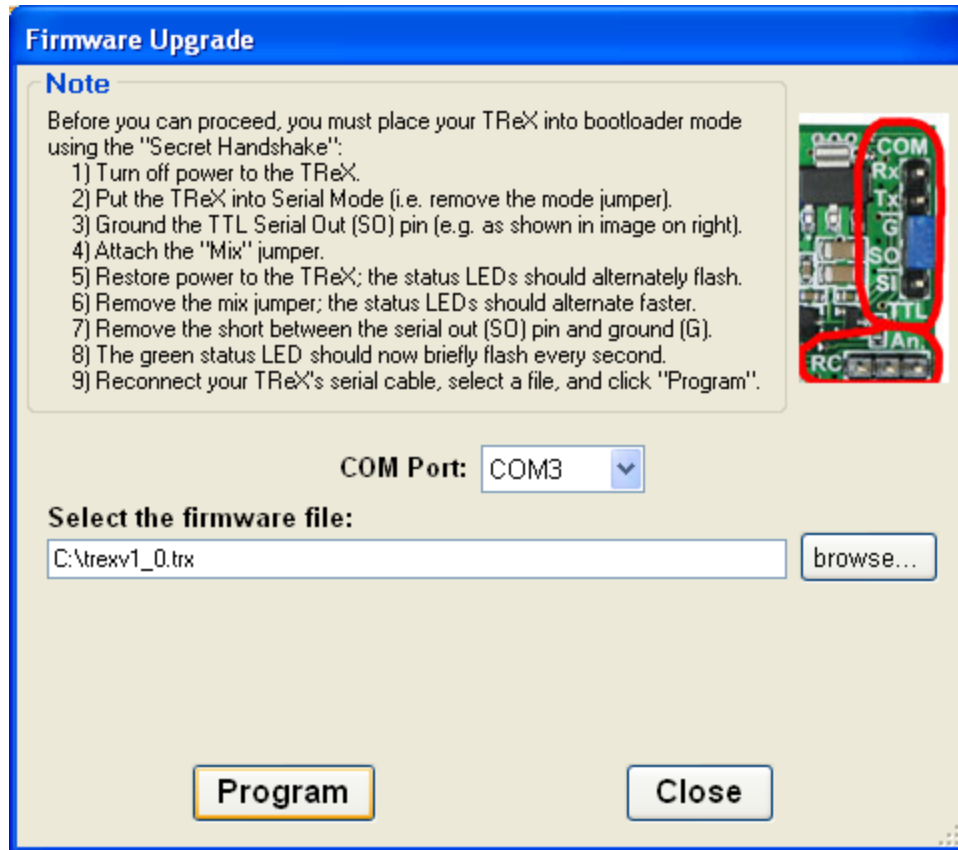 Firmware Upgrade
Note
Before you can proceed, you must place your TReX into bootloader mode
using the "Secret Handshake":
1) Turn off power to the TReX.
2) Put the TReX into Serial Mode (i.e. remove the mode jumper).
3) Ground the TTL Serial Out (SO) pin (e.g. as shown in image on right).
4) Attach the "Mix" jumper.
5) Restore power to the TReX; the status LEDs should alternately flash.
6) Remove the mix jumper; the status LEDs should alternate faster.
7) Remove the short between the serial out (SO) pin and ground (G).
8) The green status LED should now briefly flash every second.
9) Reconnect your TReX's serial cable, select a file, and click "Program".
COM
Rx
Tx
G
SO
SI
TTL
An.
RC
COM Port: COM3
Select the firmware file:
C:\trexv1_0.trx browse...
Program Close